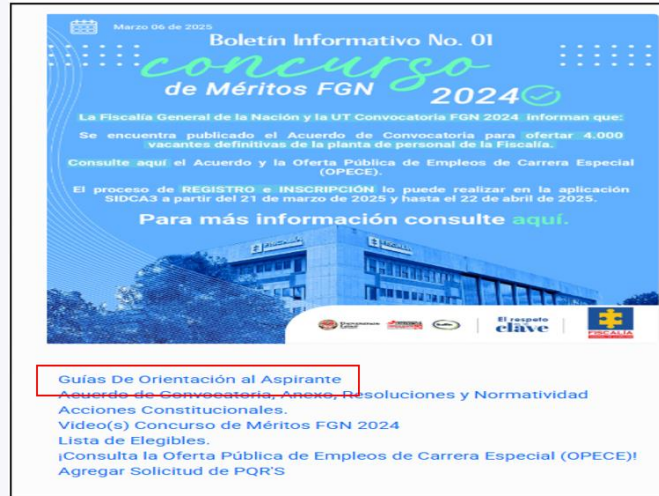 Marzo 06 de 2025
Boletín Informativo No. 01
concurso
de Méritos FGN
2024
La Fiscalía General de la Nación y la UT Convocatoria FGN 2024 informan que:
Se encuentra publicado el Acuerdo de Convocatoria para ofertar 4.000
vacantes definitivas de la planta de personal de la Fiscalía.
Consulte aquí el Acuerdo y la Oferta Pública de Empleos de Carrera Especial
(OPECE).
El proceso de REGISTRO e INSCRIPCIÓN lo puede realizar en la aplicación
SIDCA3 a partir del 21 de marzo de 2025 y hasta el 22 de abril de 2025.
Para más información consulte aquí.
El respeto
clave
FISCALÍA
Guías De Orientación al Aspirante
Acuerdo de Convocatoria, Anexo, Resoluciones y Normatividad
Acciones Constitucionales.
Video(s) Concurso de Méritos FGN 2024
Lista de Elegibles.
¡Consulta la Oferta Pública de Empleos de Carrera Especial (OPECE)!
Agregar Solicitud de PQR'S